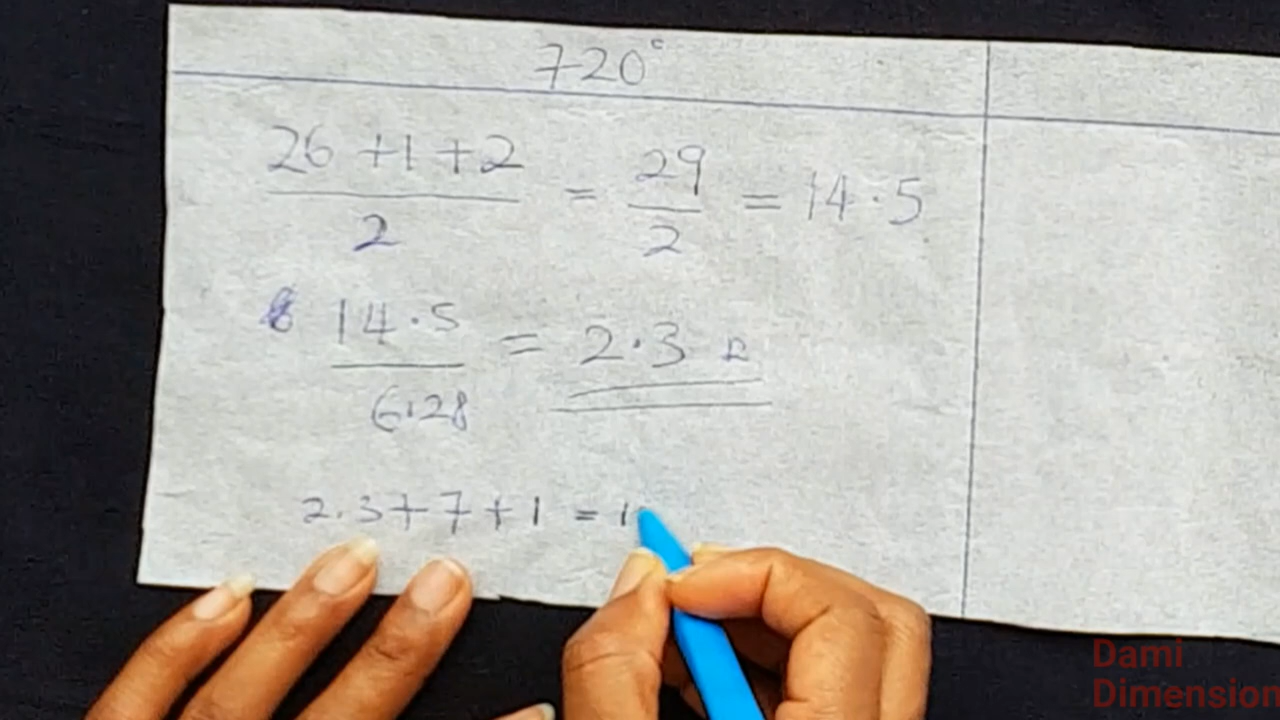 720°
26 +1+2 / 2 = 29 / 2 = 14.5
14.5 / 6.28 = 2.3 R
2.3+7+1 = 1
Dami
Dimension